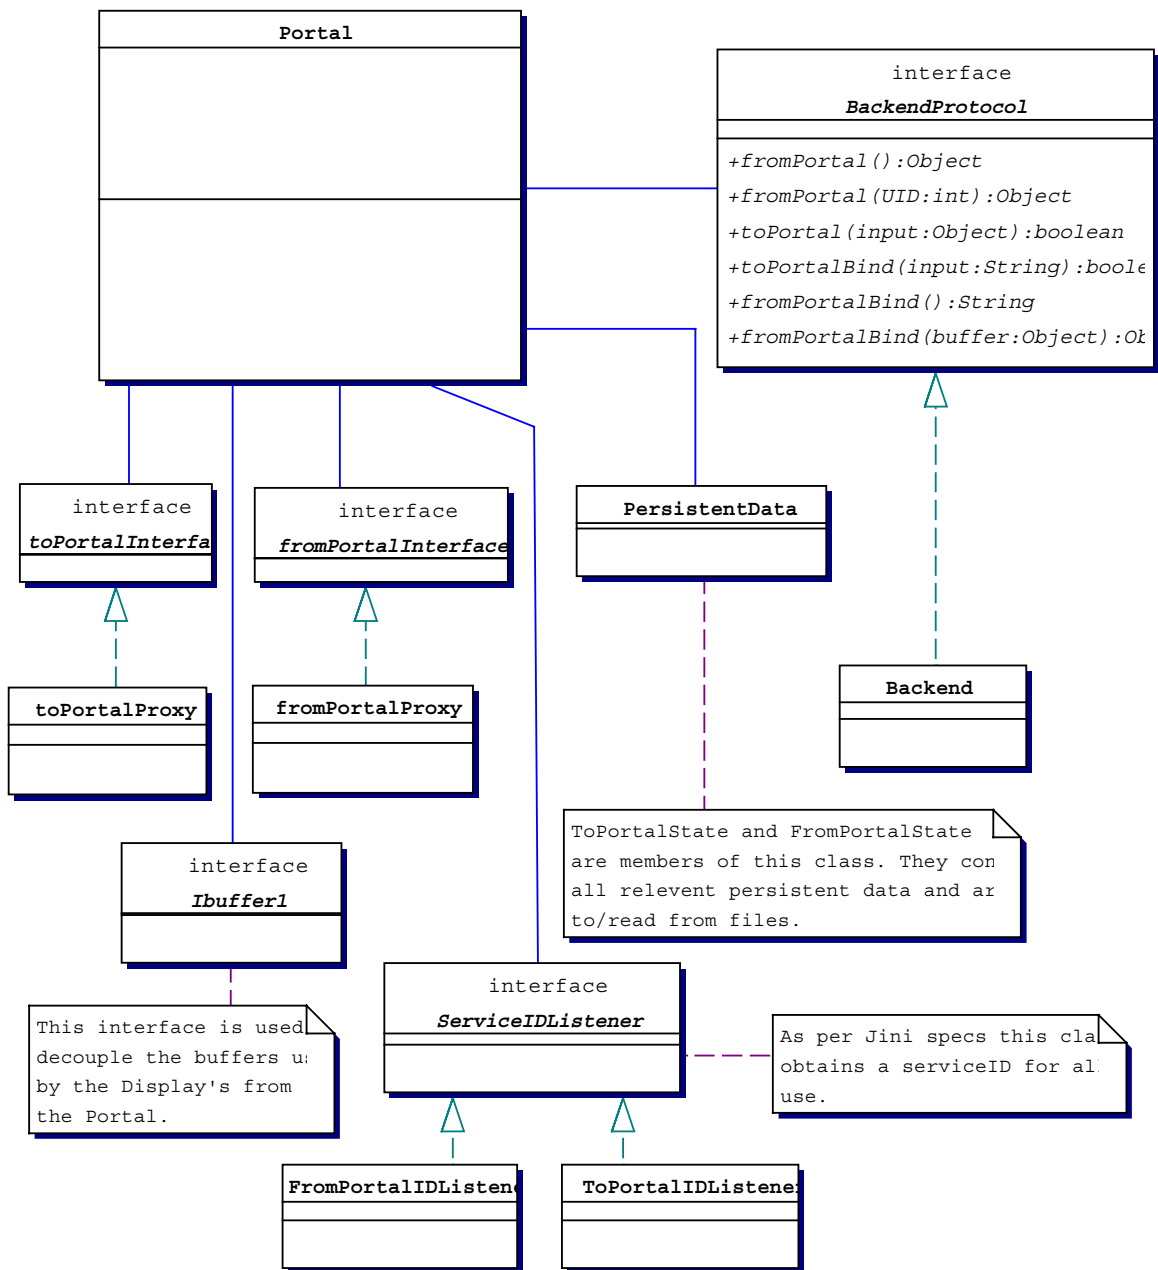 Portal
interface
BackendProtocol
+fromPortal():Object
+fromPortal(UID:int):Object
+toPortal(input:Object):boolean
+toPortalBind(input:String):boole
+fromPortalBind():String
+fromPortalBind(buffer:Object):Ob
interface
toPortalInterfa
interface
fromPortalInterface
PersistentData
toPortalProxy
fromPortalProxy
Backend
ToPortalState and FromPortalState
are members of this class. They con
all relevent persistent data and ar
to/read from files.
interface
Ibuffer1
interface
ServiceIDListener
This interface is used
decouple the buffers us
by the Display's from
the Portal.
As per Jini specs this cla
obtains a serviceID for all
use.
FromPortalIDListene
ToPortalIDListener